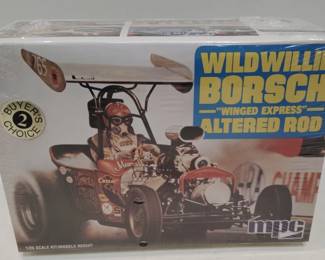 WILD WILLIE
BORSCH
"WINGED EXPRESS"
ALTERED ROD
BUYER'S
2
CHOICE
mpc